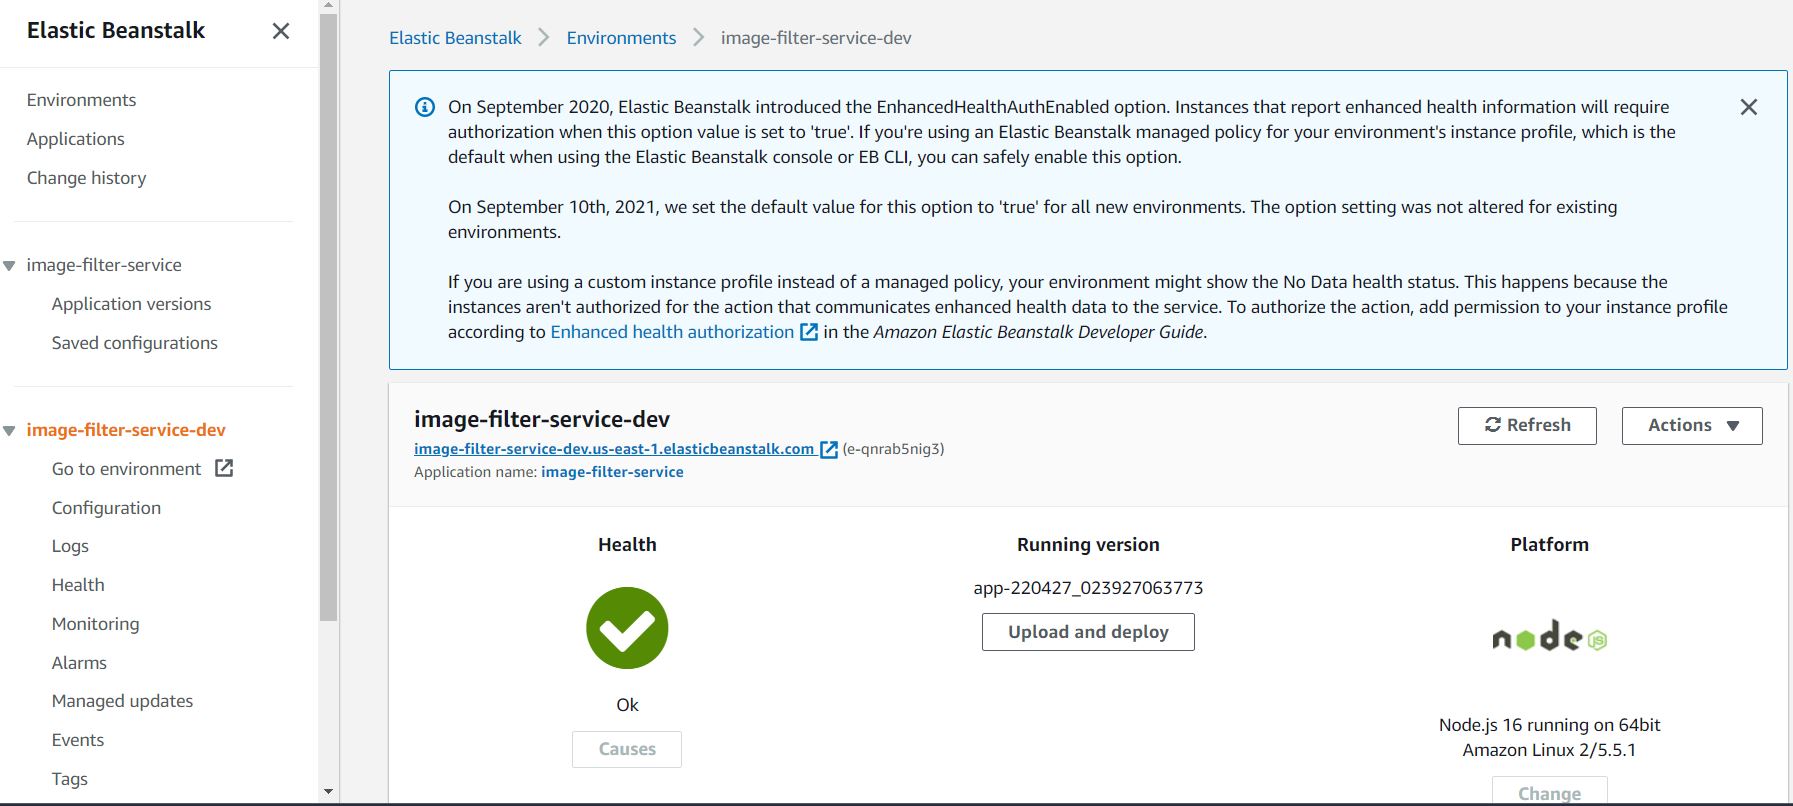 Elastic Beanstalk
Environments
Applications
Change history
image-filter-service
Application versions
Saved configurations
image-filter-service-dev
Go to environment
Configuration
Logs
Health
Monitoring
Alarms
Managed updates
Events
Tags
Elastic Beanstalk > Environments > image-filter-service-dev
On September 2020, Elastic Beanstalk introduced the EnhancedHealthAuthEnabled option. Instances that report enhanced health information will require
authorization when this option value is set to 'true'. If you're using an Elastic Beanstalk managed policy for your environment's instance profile, which is the
default when using the Elastic Beanstalk console or EB CLI, you can safely enable this option.
On September 10th, 2021, we set the default value for this option to 'true' for all new environments. The option setting was not altered for existing
environments.
If you are using a custom instance profile instead of a managed policy, your environment might show the No Data health status. This happens because the
instances aren't authorized for the action that communicates enhanced health data to the service. To authorize the action, add permission to your instance profile
according to Enhanced health authorization in the Amazon Elastic Beanstalk Developer Guide.
image-filter-service-dev
Refresh
Actions
image-filter-service-dev.us-east-1.elasticbeanstalk.com (e-qnrab5nig3)
Application name: image-filter-service
Health
Ok
Causes
Running version
app-220427_023927063773
Upload and deploy
Platform
node JS
Node.js 16 running on 64bit
Amazon Linux 2/5.5.1
Change